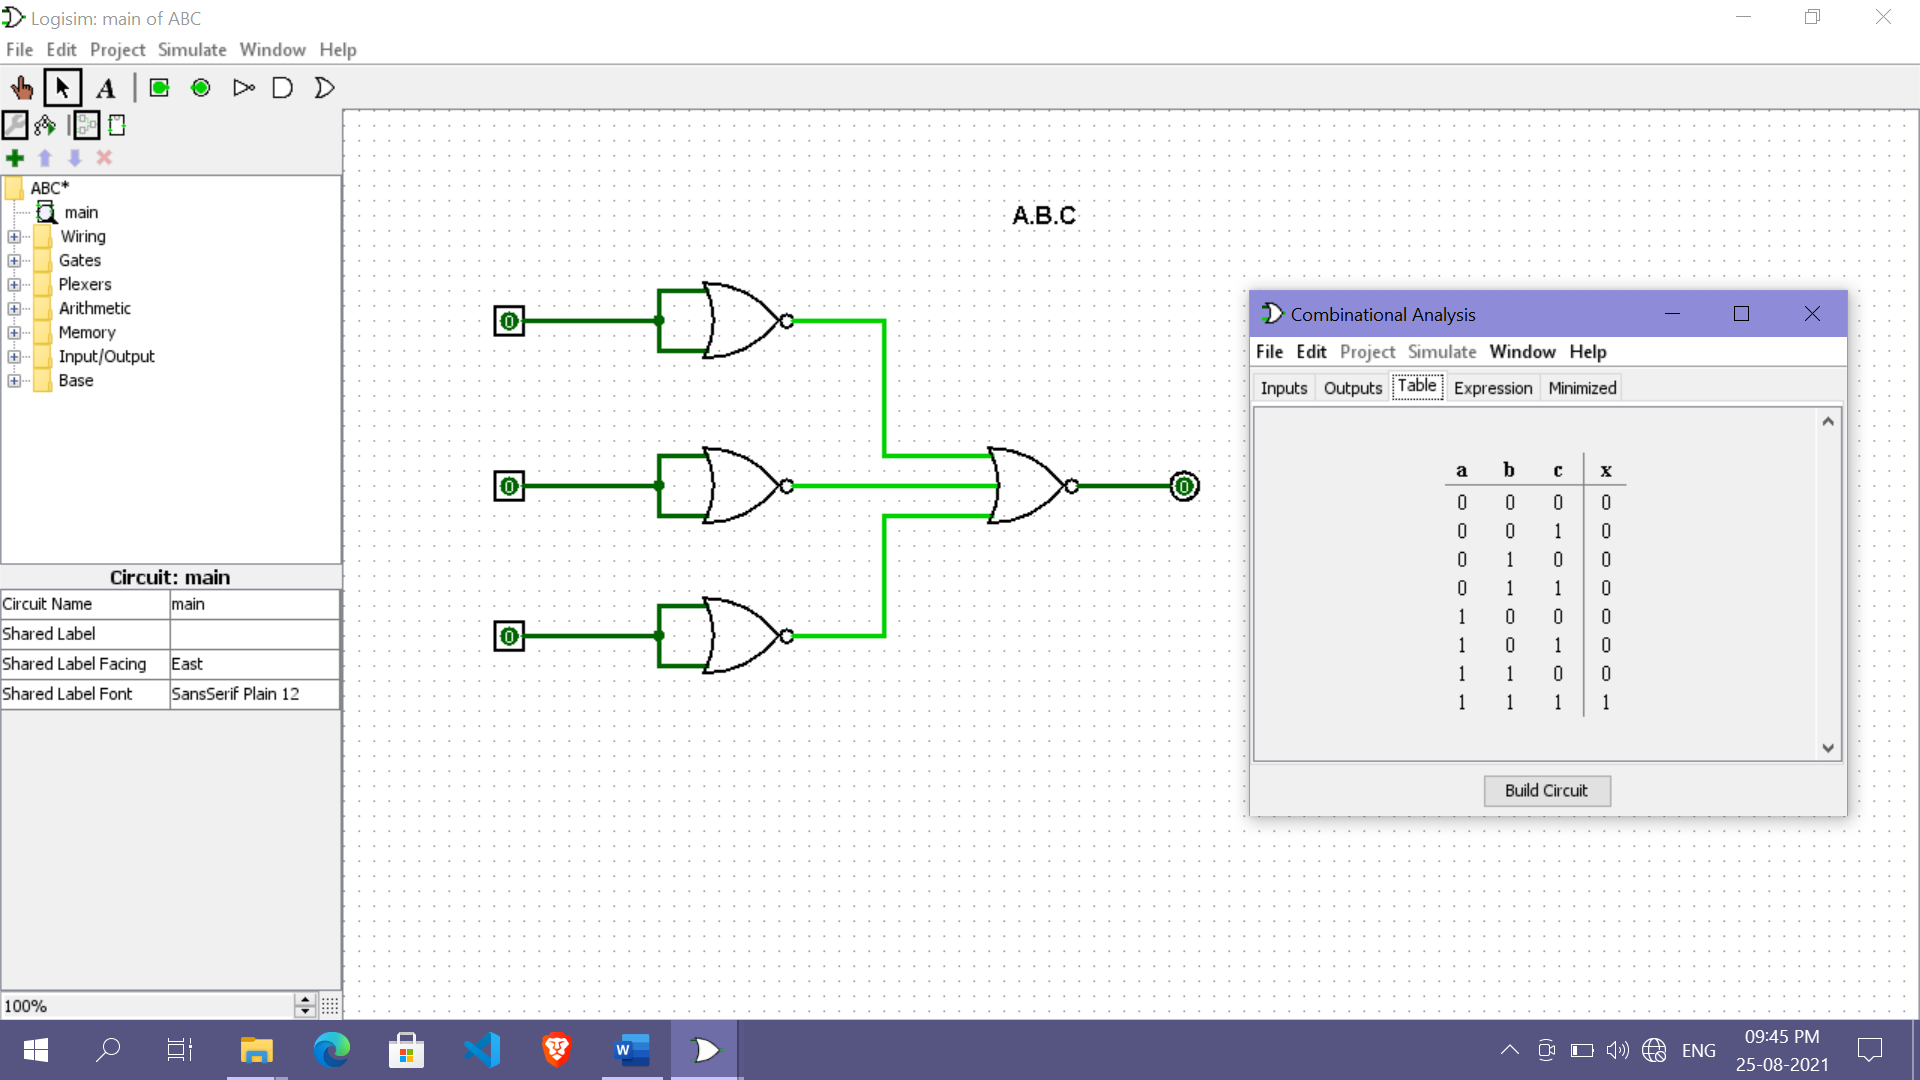 Logisim: main of ABC
File Edit Project Simulate Window Help
A
ABC*
main
Wiring
Gates
Plexers
Arithmetic
Memory
Input/Output
Base
Circuit: main
Circuit Name main
Shared Label
Shared Label Facing East
Shared Label Font SansSerif Plain 12
100%
A.B.C
0
0
0
0
Combinational Analysis
File Edit Project Simulate Window Help
Inputs Outputs Table Expression Minimized
a b c x
0 0 0 0
0 0 1 0
0 1 0 0
0 1 1 0
1 0 0 0
1 0 1 0
1 1 0 0
1 1 1 1
Build Circuit
W
ENG
09:45 PM
25-08-2021